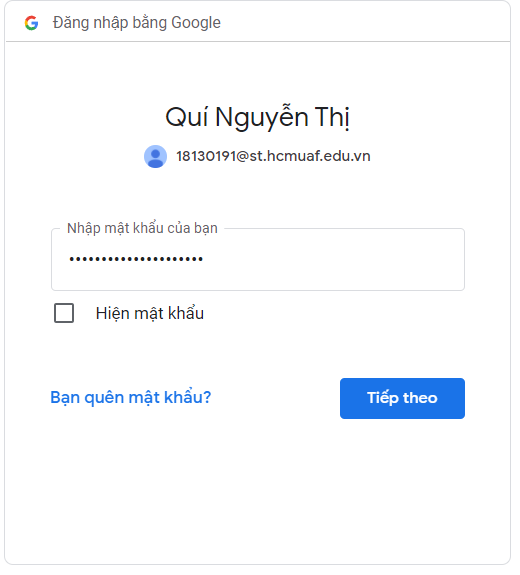 Đăng nhập bằng Google
Quí Nguyễn Thị
18130191@st.hcmuaf.edu.vn
Nhập mật khẩu của bạn
•••••••••••••••••••••
Hiện mật khẩu
Bạn quên mật khẩu?
Tiếp theo